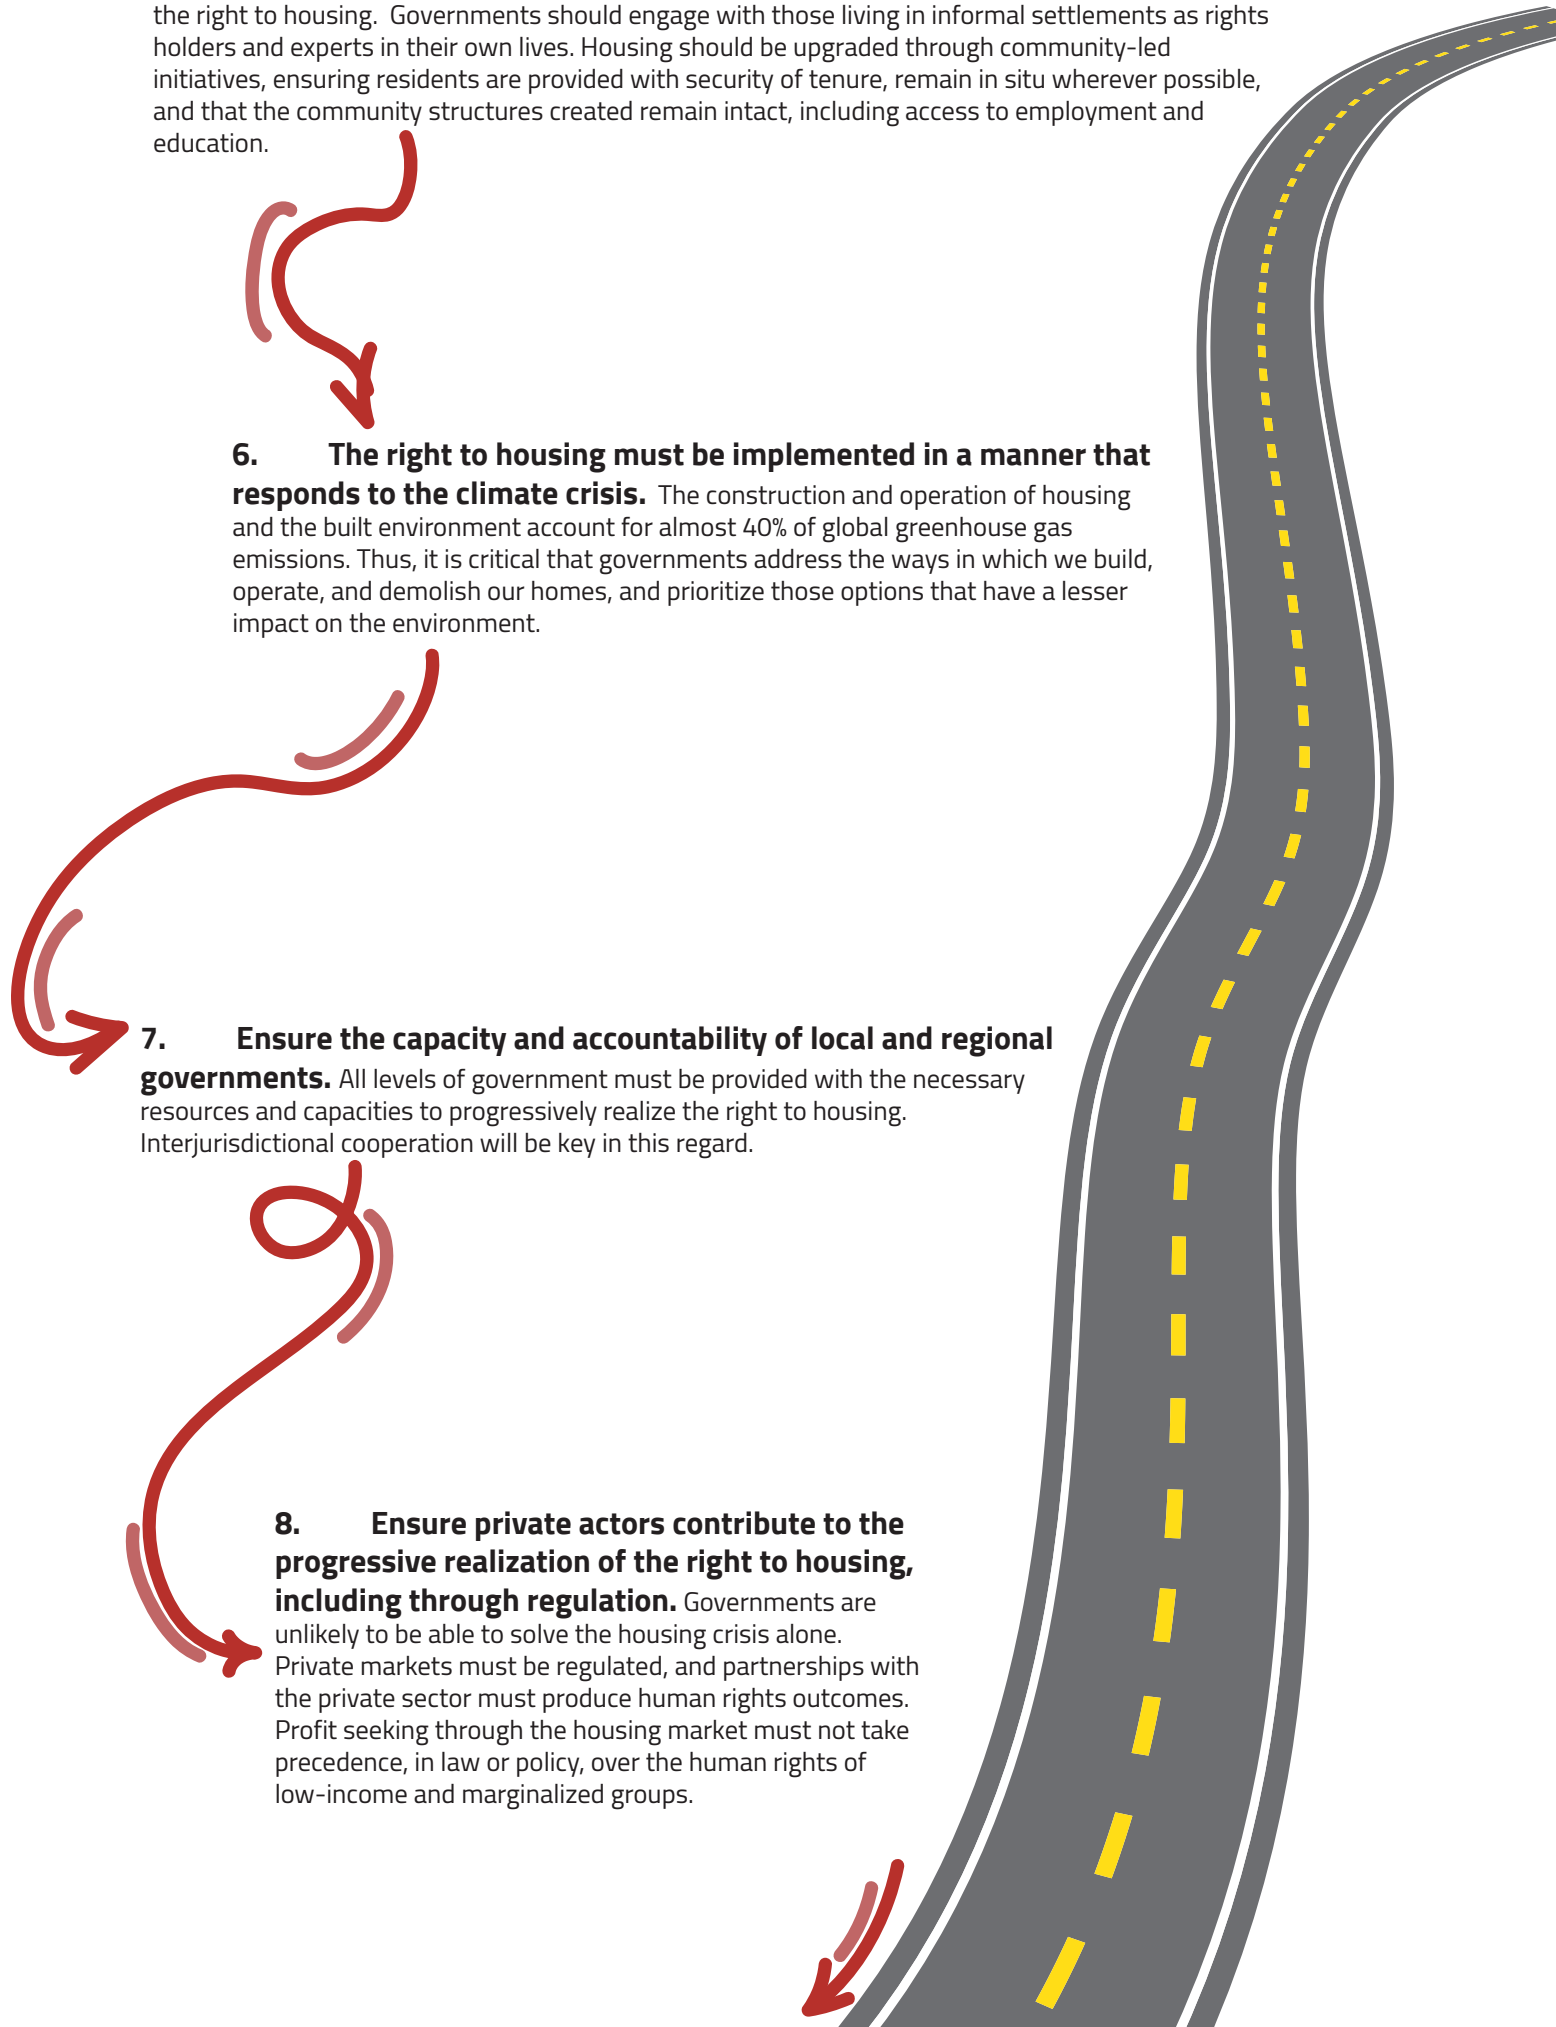 the right to housing.  Governments should engage with those living in informal settlements as rights
holders and experts in their own lives. Housing should be upgraded through community-led
initiatives, ensuring residents are provided with security of tenure, remain in situ wherever possible,
and that the community structures created remain intact, including access to employment and
education.
6. The right to housing must be implemented in a manner that
responds to the climate crisis.  The construction and operation of housing
and the built environment account for almost 40% of global greenhouse gas
emissions. Thus, it is critical that governments address the ways in which we build,
operate, and demolish our homes, and prioritize those options that have a lesser
impact on the environment.
7. Ensure the capacity and accountability of local and regional
governments. All levels of government must be provided with the necessary
resources and capacities to progressively realize the right to housing.
Interjurisdictional cooperation will be key in this regard.
8. Ensure private actors contribute to the
progressive realization of the right to housing,
including through regulation. Governments are
unlikely to be able to solve the housing crisis alone.
Private markets must be regulated, and partnerships with
the private sector must produce human rights outcomes.
Profit seeking through the housing market must not take
precedence, in law or policy, over the human rights of
low-income and marginalized groups.